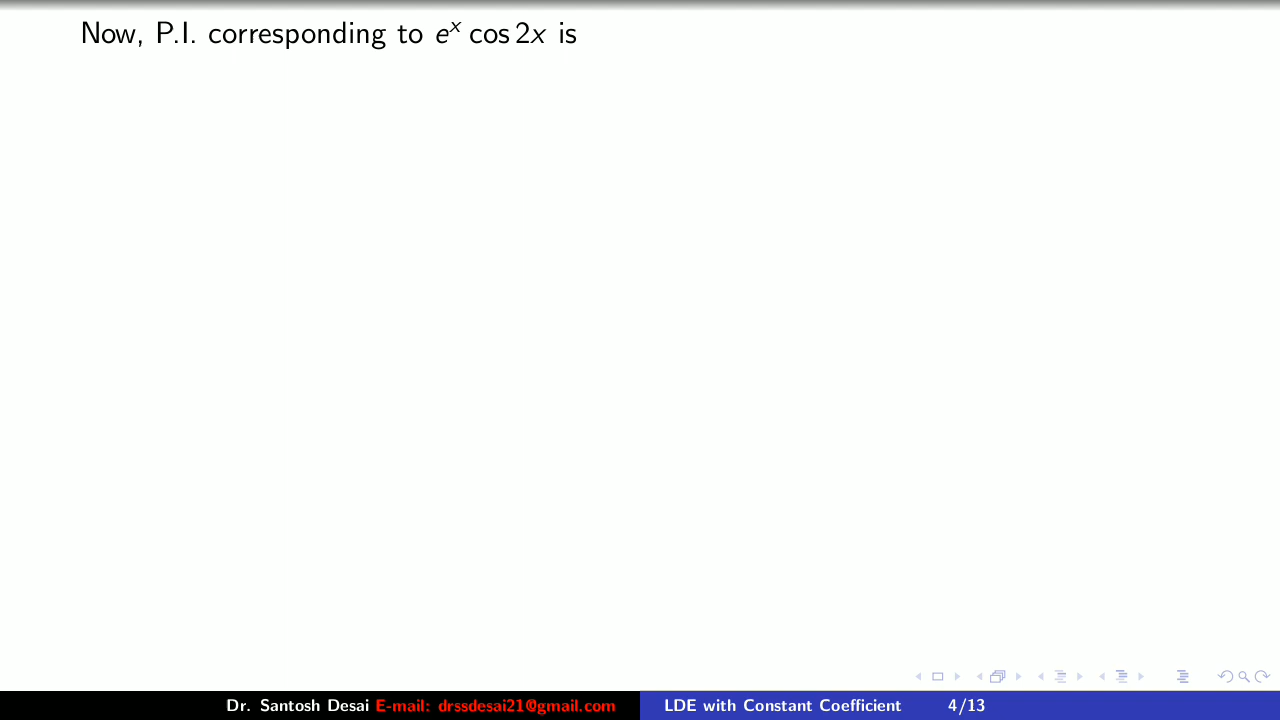 Now, P.I. corresponding to eˣ cos 2x is
Dr. Santosh Desai E-mail: drssdesai21@gmail.com LDE with Constant Coefficient 4/13